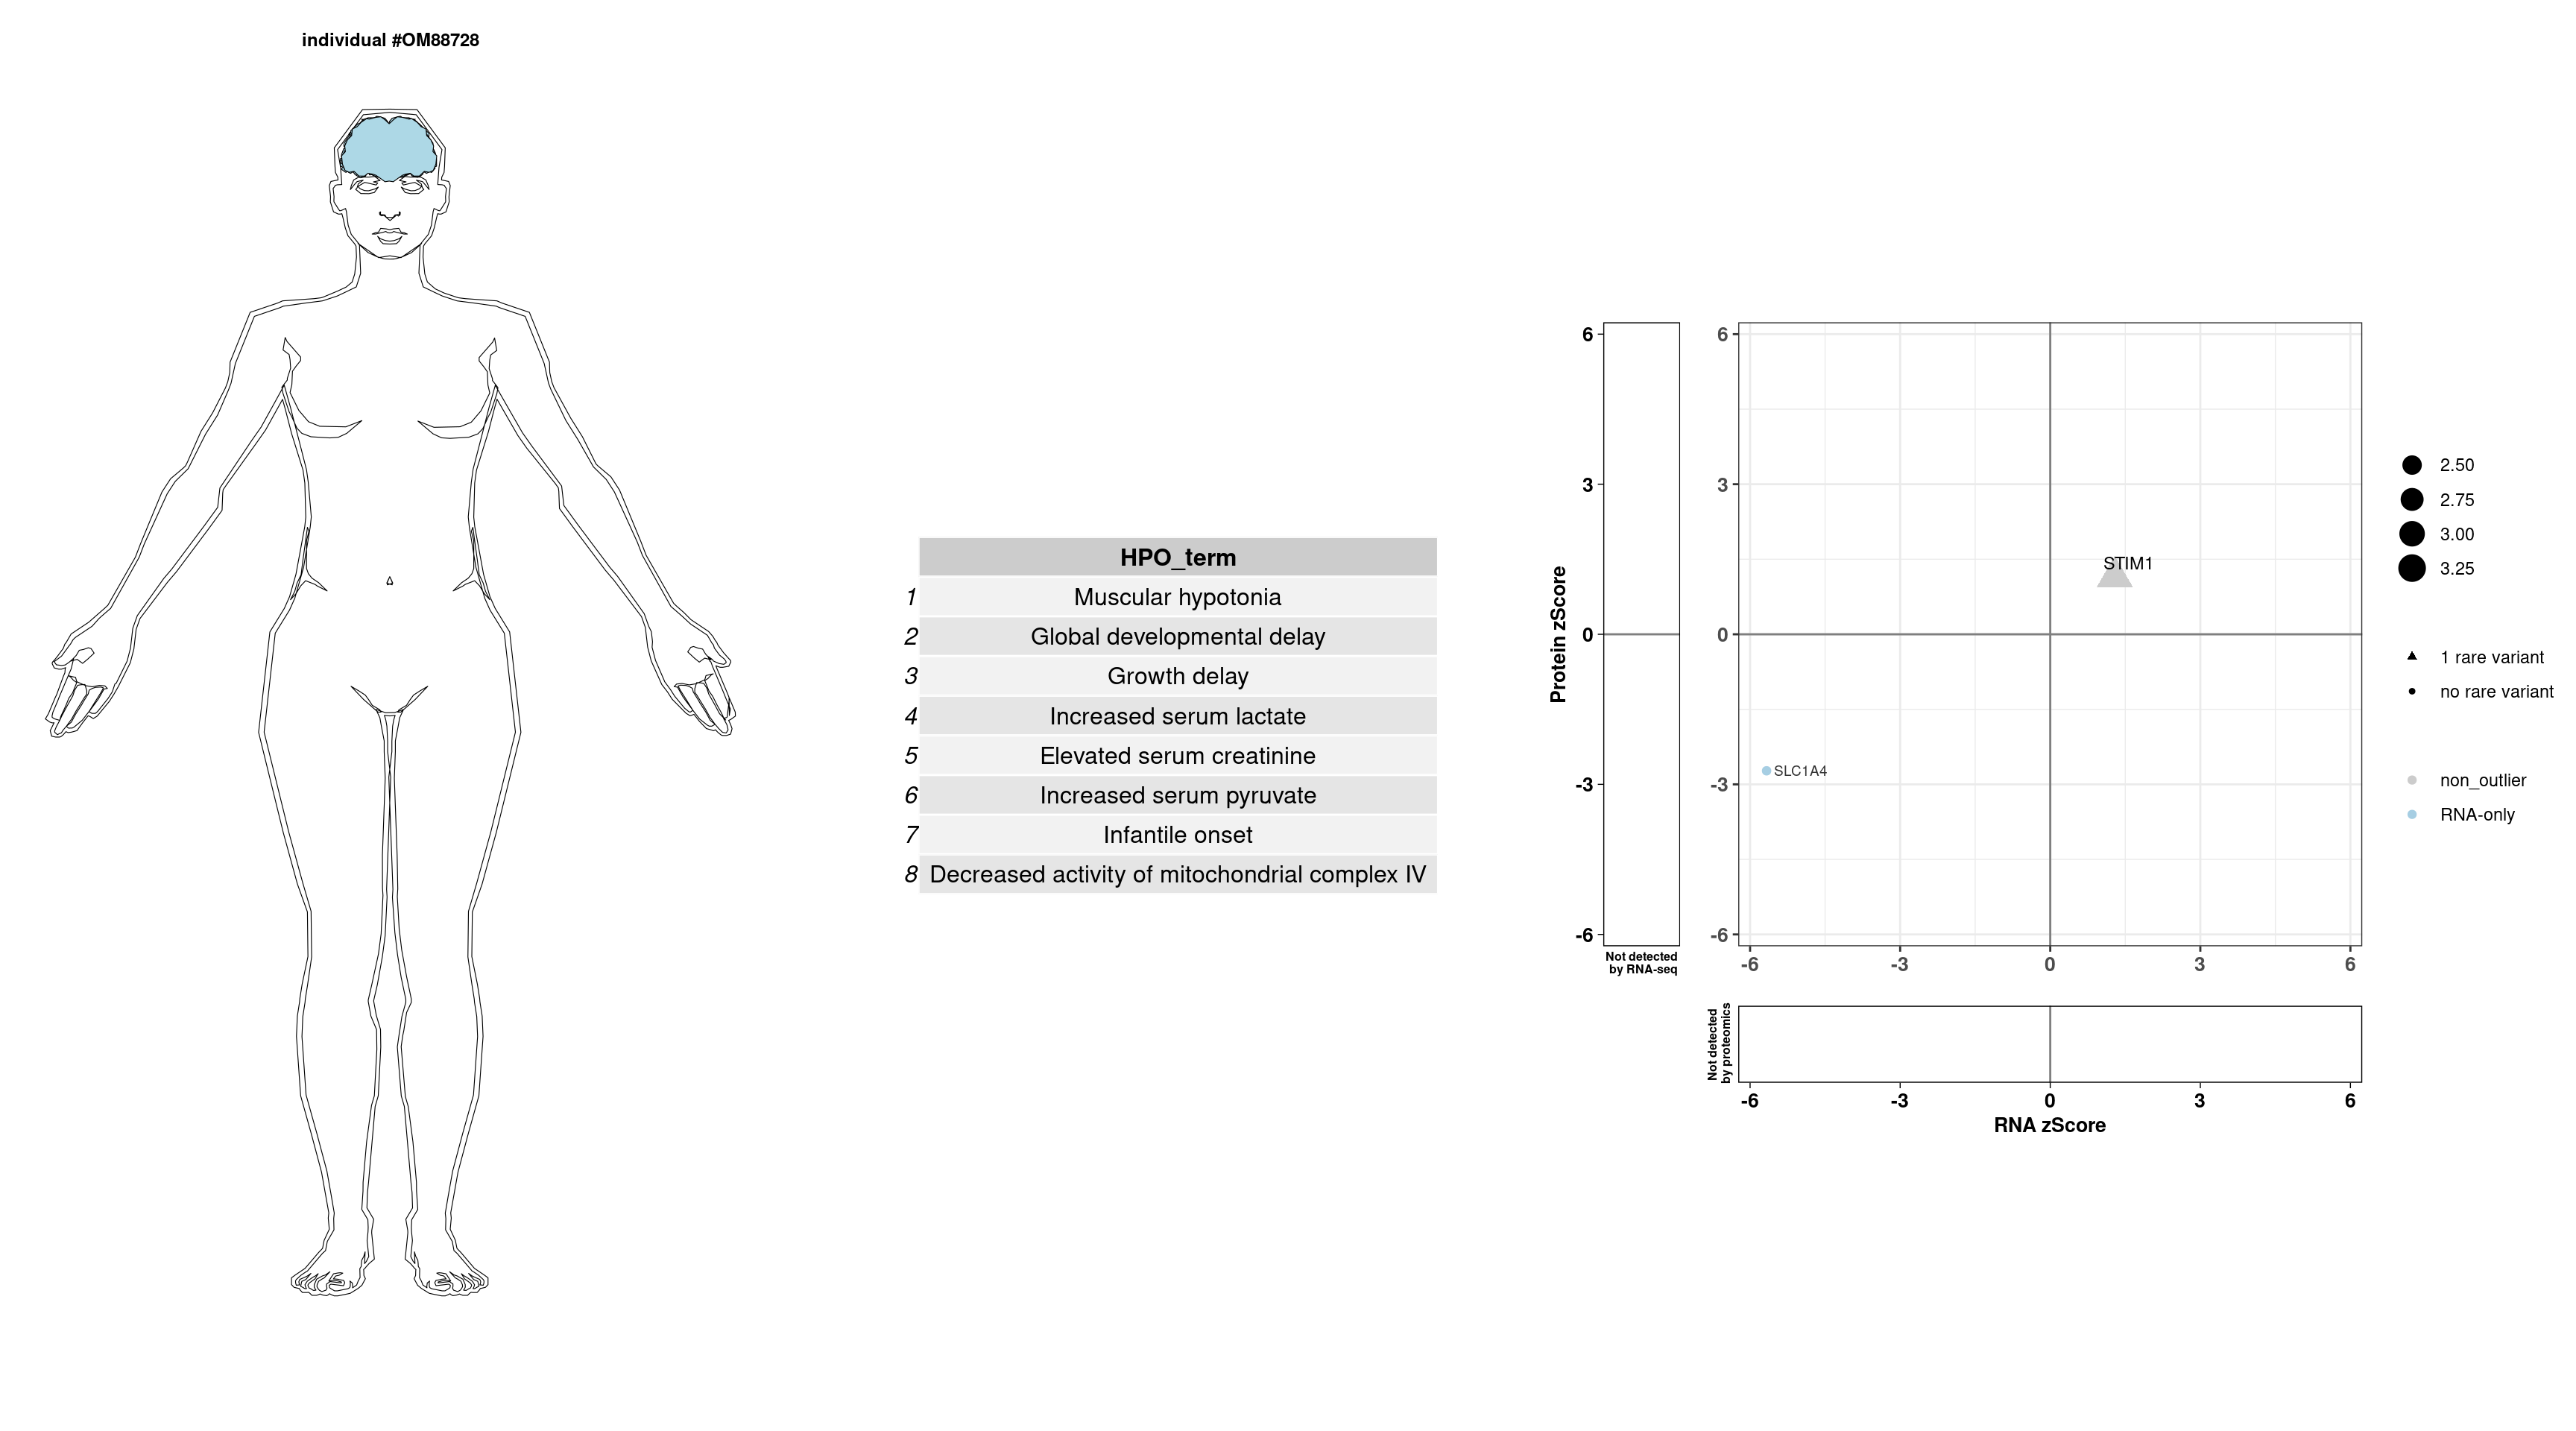 individual #OM88728
HPO_term
1 Muscular hypotonia
2 Global developmental delay
3 Growth delay
4 Increased serum lactate
5 Elevated serum creatinine
6 Increased serum pyruvate
7 Infantile onset
8 Decreased activity of mitochondrial complex IV
Protein zScore
6
3
0
-3
-6
Not detected
by RNA-seq
6
3
0
-3
-6
STIM1
SLC1A4
-6 -3 0 3 6
Not detected
by proteomics
-6 -3 0 3 6
RNA zScore
2.50
2.75
3.00
3.25
1 rare variant
no rare variant
non_outlier
RNA-only